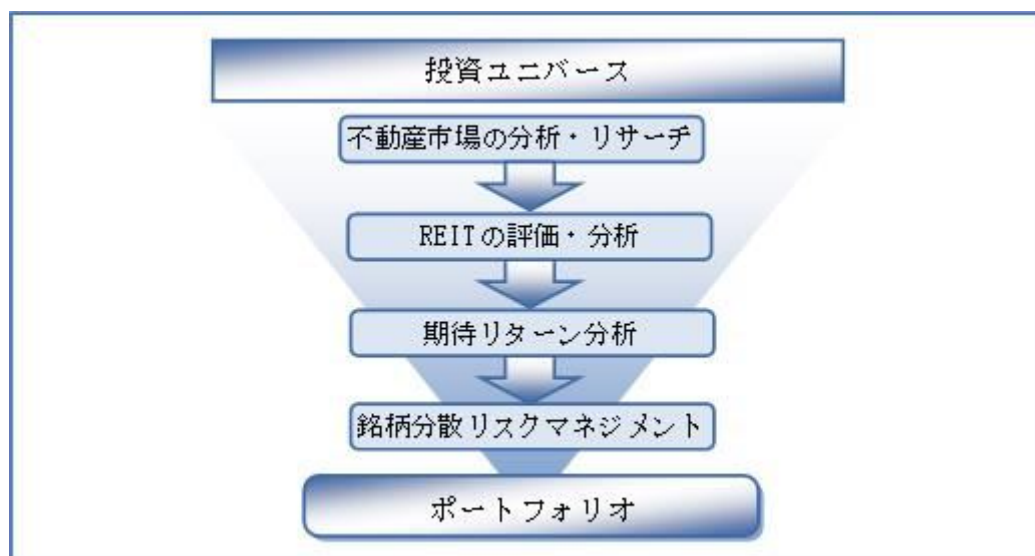 投資ユニバース
不動産市場の分析・リサーチ
REITの評価・分析
期待リターン分析
銘柄分散リスクマネジメント
ポートフォリオ